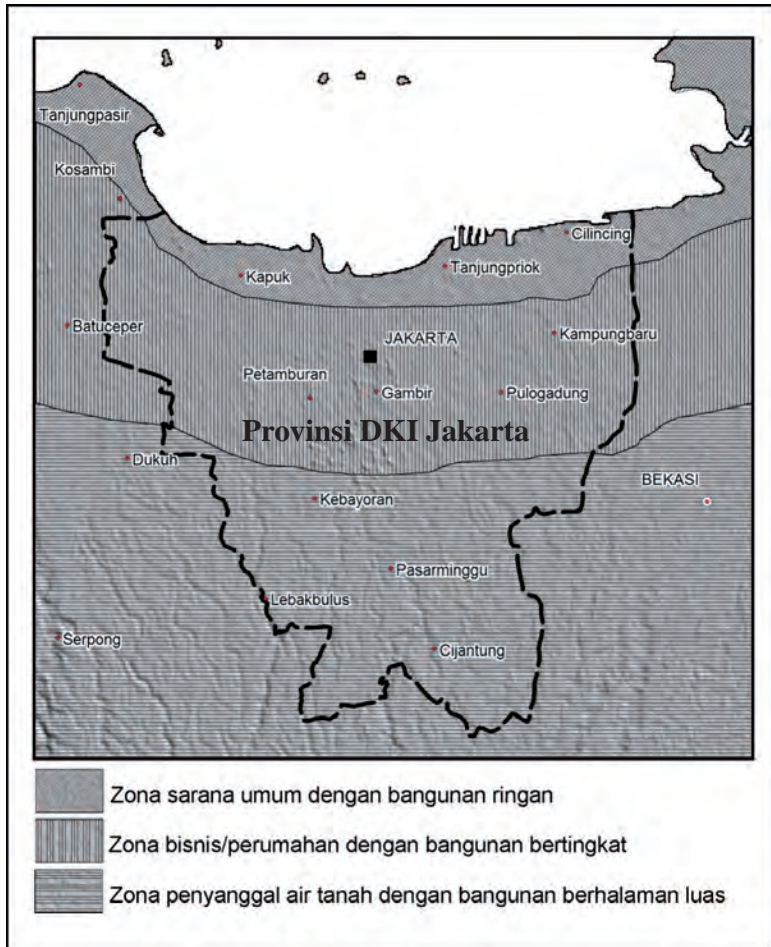 Tanjungpasir
Kosambi
Cilincing
Kapuk
Tanjungpriok
Batuceper
JAKARTA
Kampungbaru
Petamburan
Gambir
Pulogadung
Provinsi DKI Jakarta
Dukuh
BEKASI
Kebayoran
Pasarminggu
Lebakbulus
Serpong
Cijantung
Zona sarana umum dengan bangunan ringan
Zona bisnis/perumahan dengan bangunan bertingkat
Zona penyanggal air tanah dengan bangunan berhalaman luas